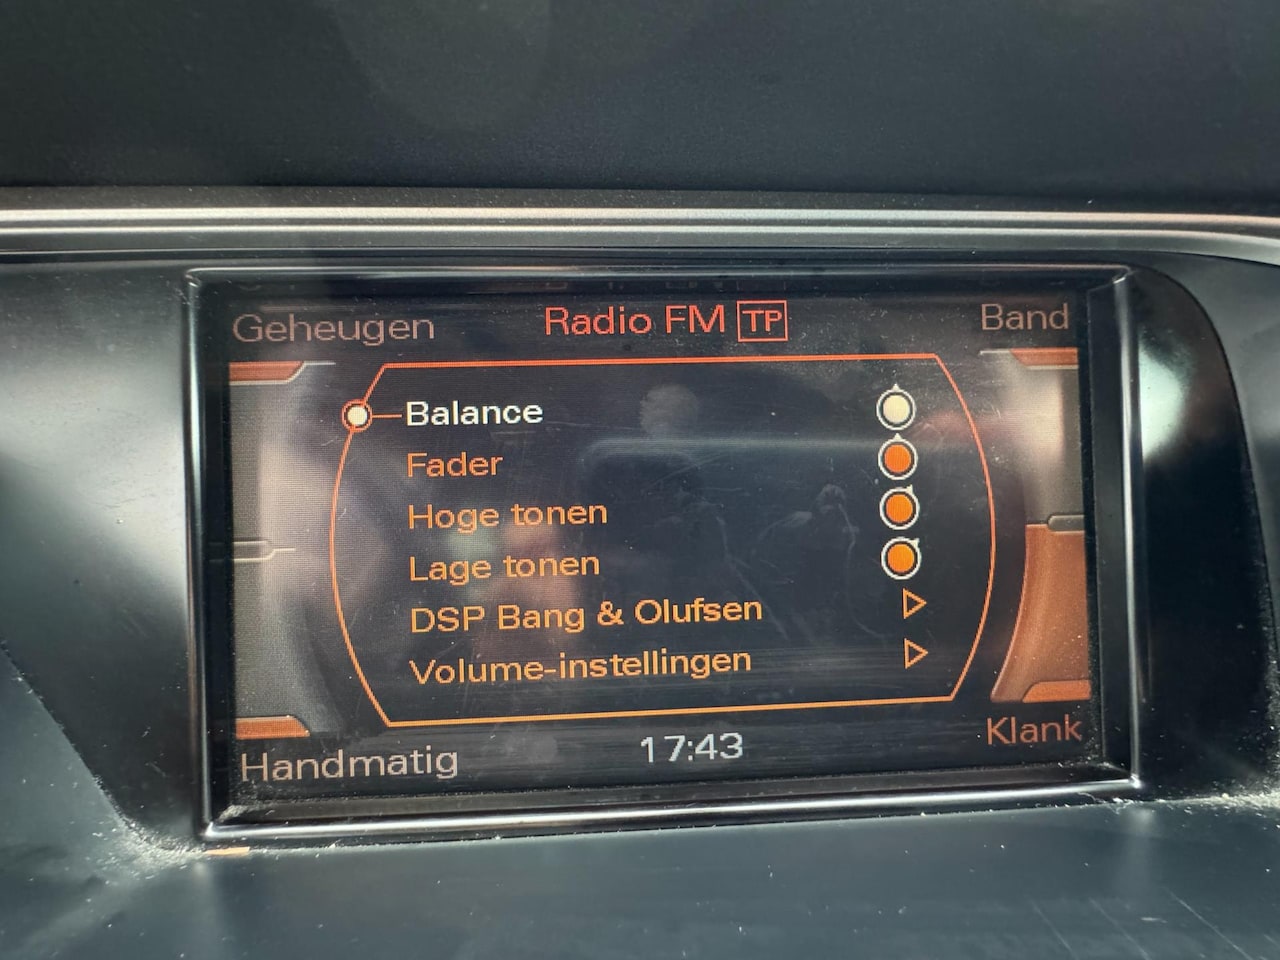 Geheugen
Radio FM TP
Band
Balance
Fader
Hoge tonen
Lage tonen
DSP Bang & Olufsen
Volume-instellingen
Handmatig
17:43
Klank